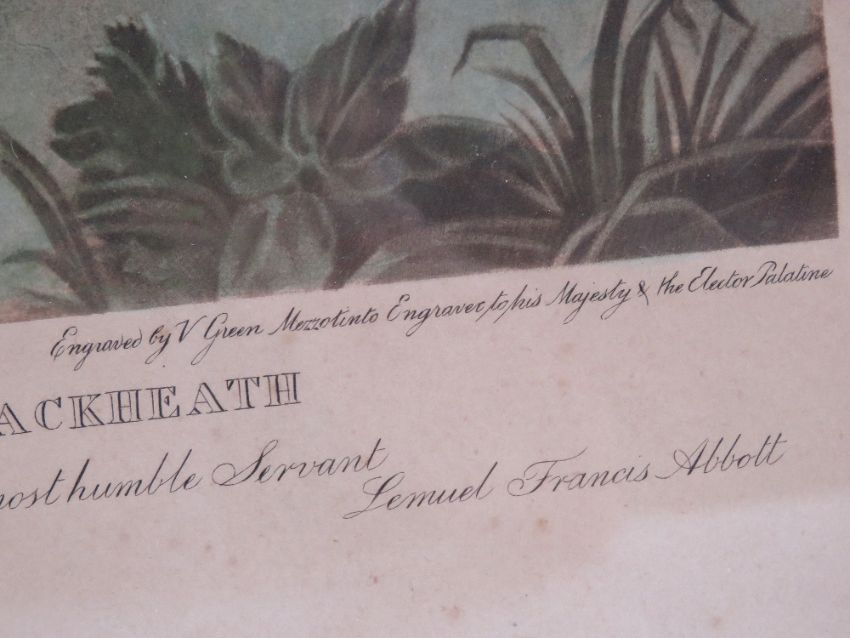 Engraved by V Green Mezzotinto Engraver to his Majesty & the Elector Palatine
ACKHEATH
most humble Servant
Lemuel Francis Abbott